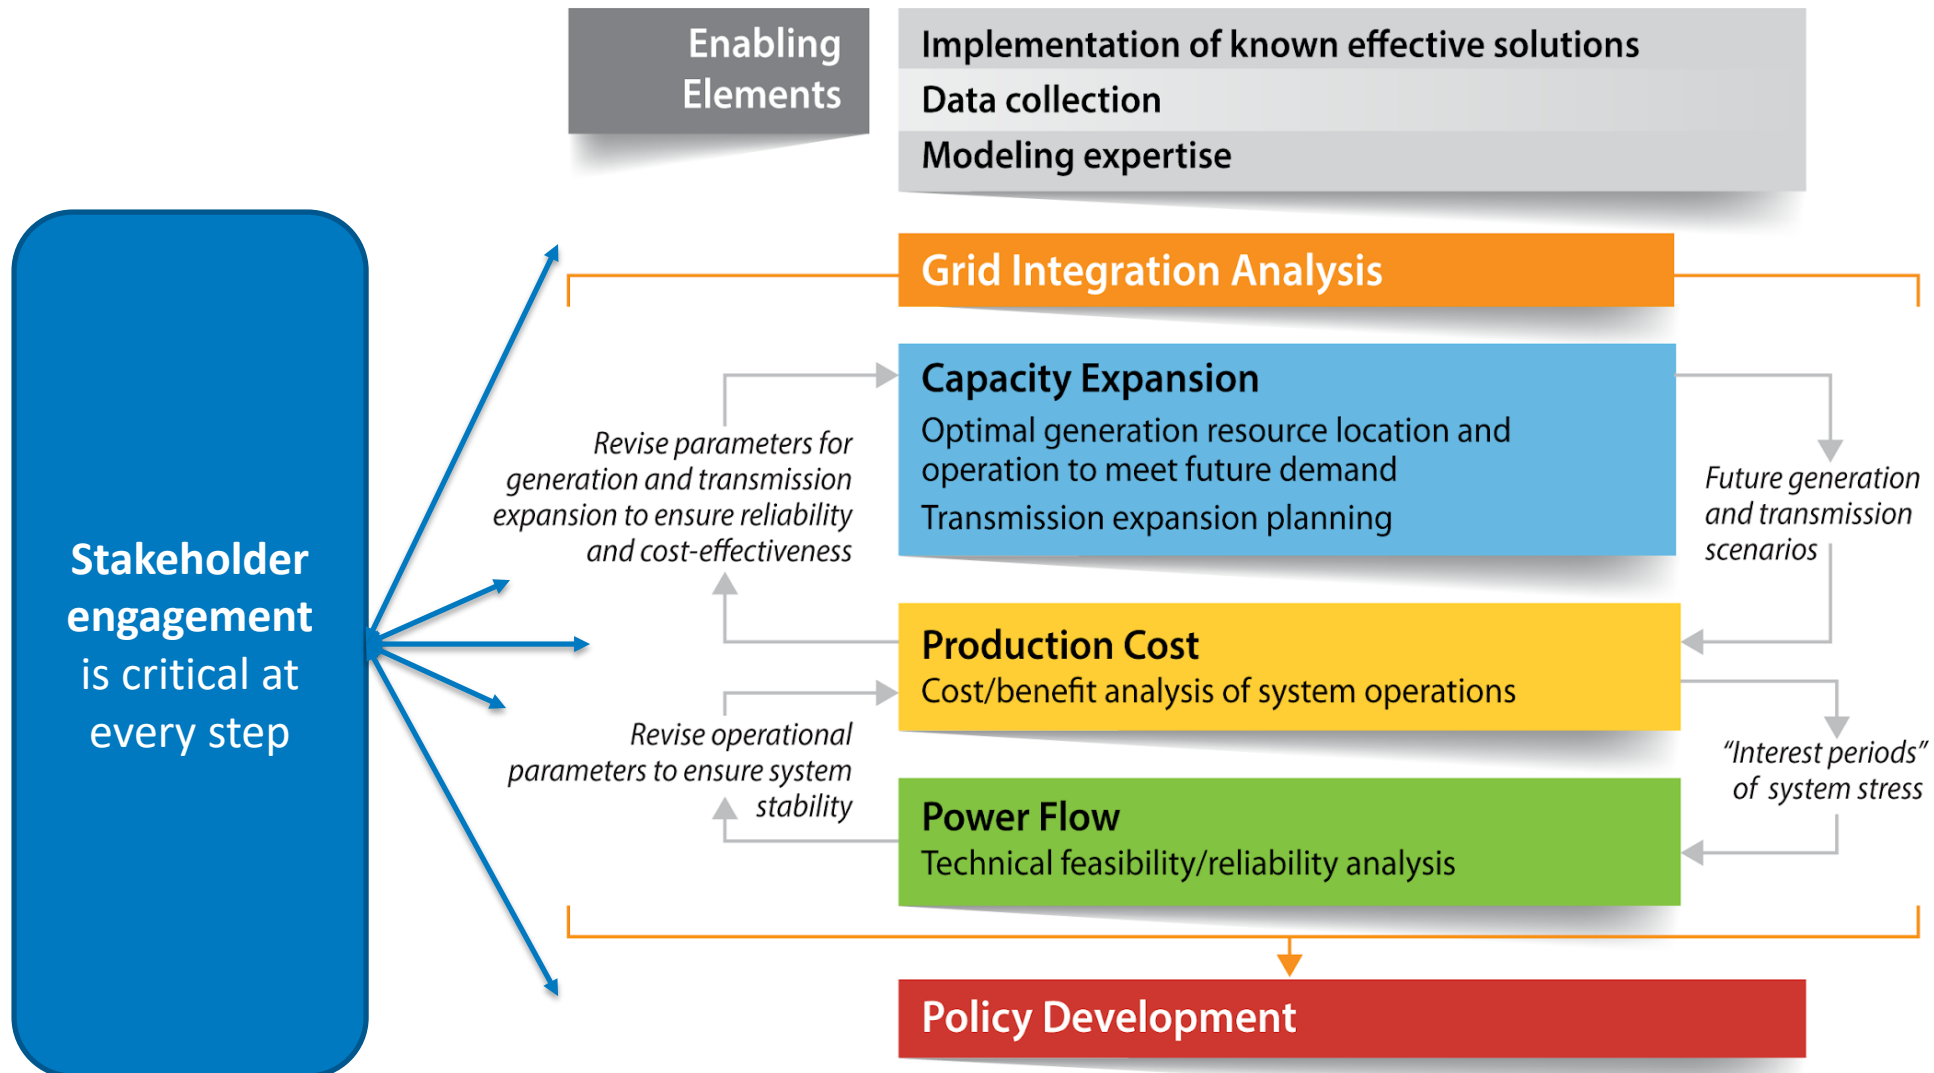 Enabling
Elements
Implementation of known effective solutions
Data collection
Modeling expertise
Stakeholder
engagement
is critical at
every step
Grid Integration Analysis
Capacity Expansion
Optimal generation resource location and
operation to meet future demand
Transmission expansion planning
Revise parameters for
generation and transmission
expansion to ensure reliability
and cost-effectiveness
Future generation
and transmission
scenarios
Production Cost
Cost/benefit analysis of system operations
Revise operational
parameters to ensure system
stability
“Interest periods”
of system stress
Power Flow
Technical feasibility/reliability analysis
Policy Development